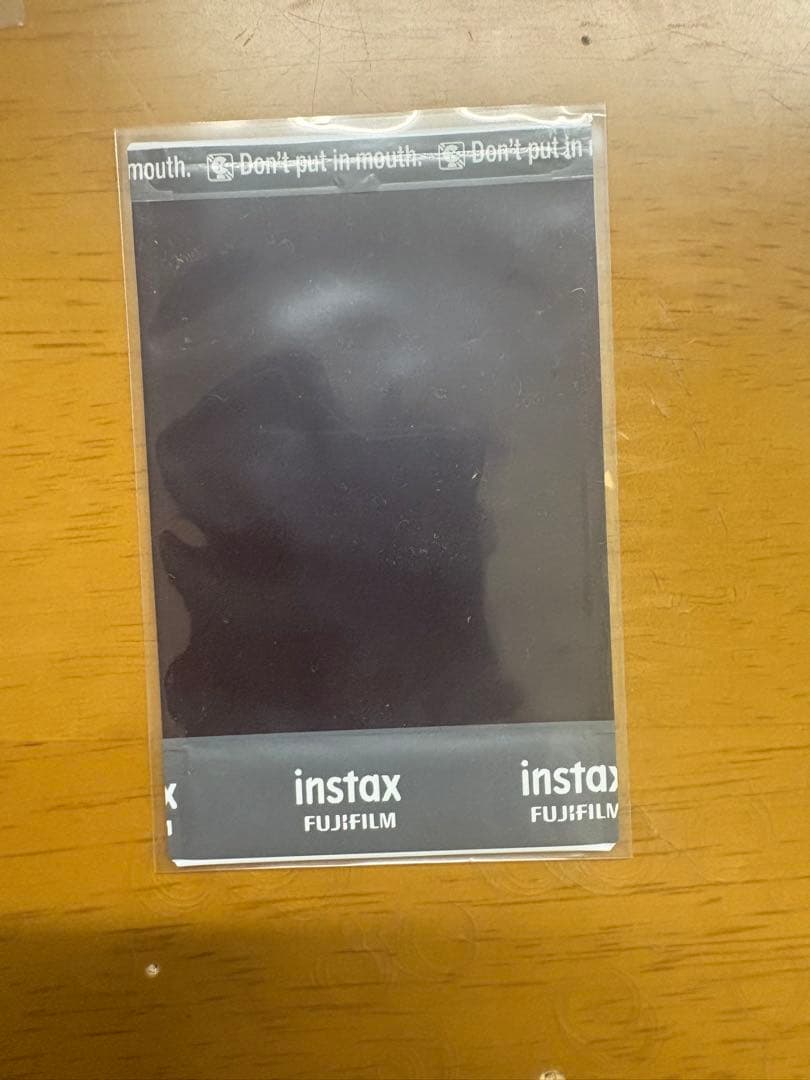 mouth. Don't put in mouth. Don't put in
instax instax
FUJIFILM FUJIFILM